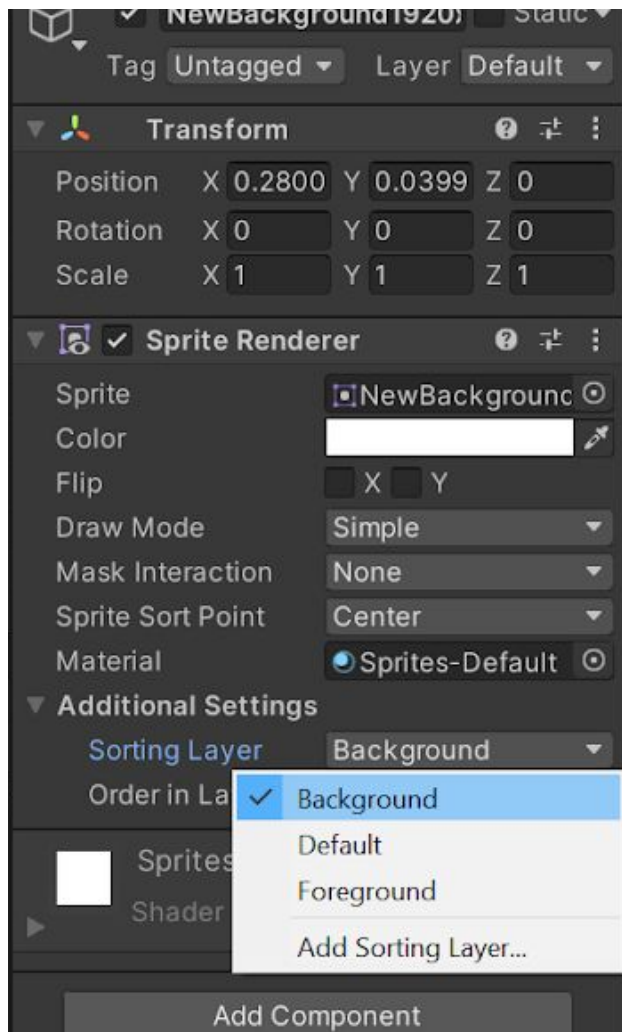 NewBackground1920x Static
Tag Untagged Layer Default
Transform
Position X 0.2800 Y 0.0399 Z 0
Rotation X 0 Y 0 Z 0
Scale X 1 Y 1 Z 1
Sprite Renderer
Sprite NewBackground
Color
Flip X Y
Draw Mode Simple
Mask Interaction None
Sprite Sort Point Center
Material Sprites-Default
Additional Settings
Sorting Layer Background
Order in La
Background
Default
Foreground
Add Sorting Layer...
Sprites
Shader
Add Component